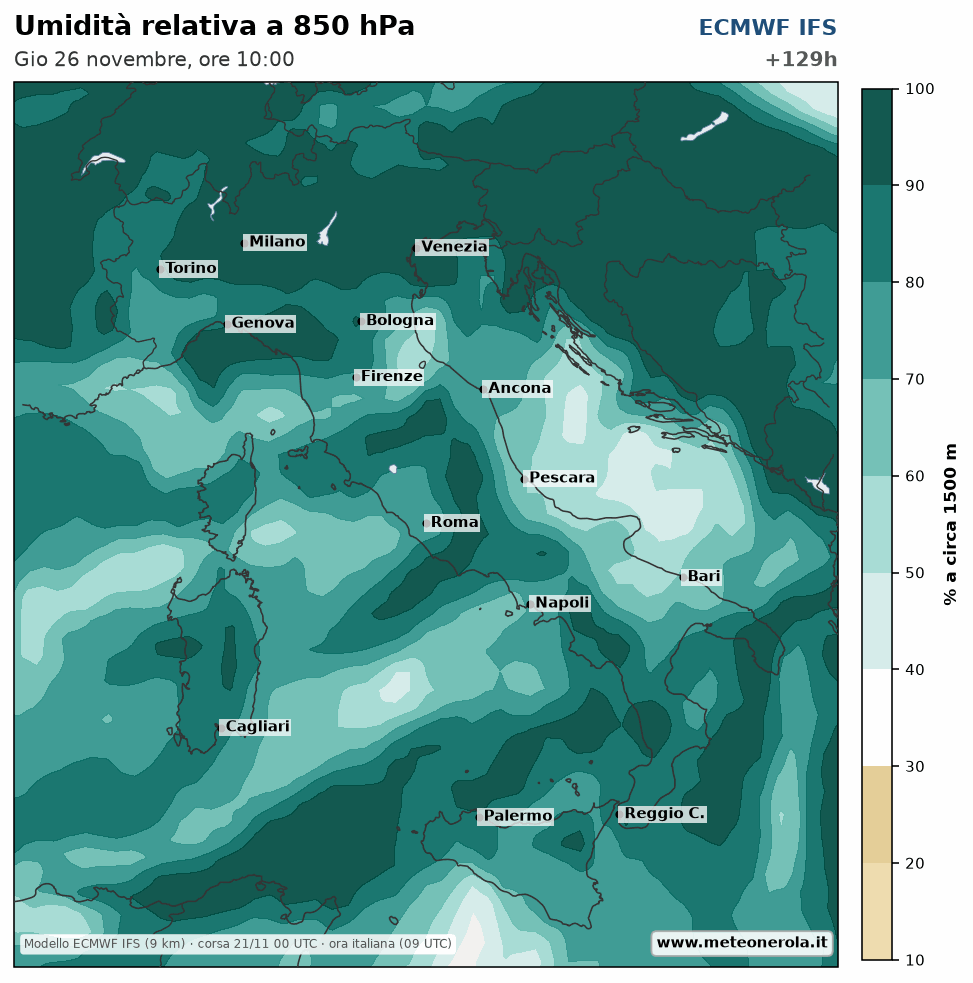 Umidità relativa a 850 hPa
ECMWF IFS
Gio 26 novembre, ore 10:00
+129h
100
90
80
70
60
50
40
30
20
10
% a circa 1500 m
Milano
Venezia
Torino
Genova
Bologna
Firenze
Ancona
Pescara
Roma
Bari
Napoli
Cagliari
Palermo
Reggio C.
Modello ECMWF IFS (9 km) · corsa 21/11 00 UTC · ora italiana (09 UTC)
www.meteonerola.it